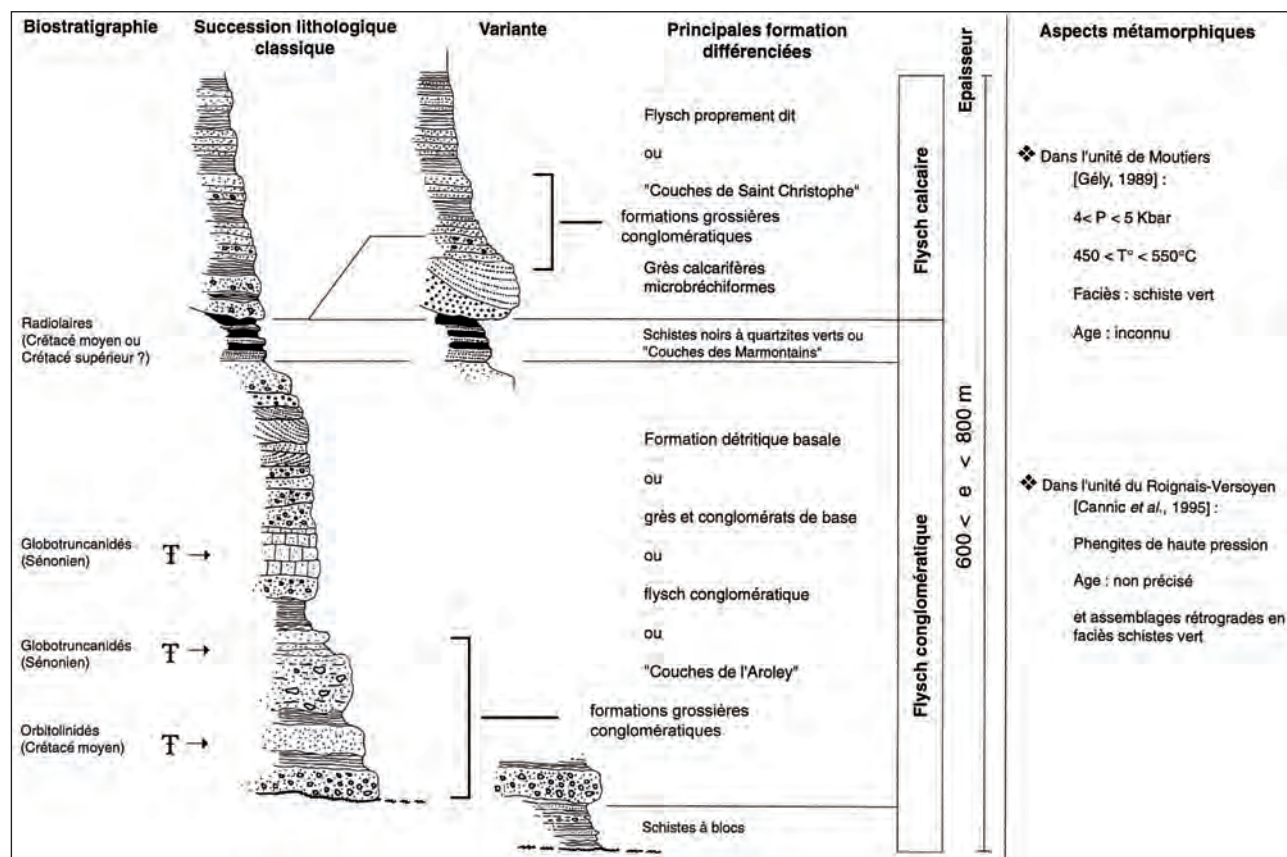 Biostratigraphie
Succession lithologique
classique
Variante
Principales formation
différenciées
Epaisseur
Aspects métamorphiques
Flysch proprement dit
ou
"Couches de Saint Christophe"
formations grossières
conglomératiques
Grès calcarifères
microbréchiformes
Radiolaires
(Crétacé moyen ou
Crétacé supérieur ?)
Schistes noirs à quartzites verts ou
"Couches des Marmontains"
Formation détritique basale
ou
grès et conglomérats de base
ou
flysch conglomératique
ou
"Couches de l'Aroley"
Globotruncanidés
(Sénonien)
Globotruncanidés
(Sénonien)
Orbitolinidés
(Crétacé moyen)
formations grossières
conglomératiques
Schistes à blocs
Flysch calcaire
Flysch conglomératique
600 < e < 800 m
❖ Dans l'unité de Moutiers
[Gély, 1989] :
4< P < 5 Kbar
450 < T° < 550°C
Faciès : schiste vert
Age : inconnu
❖ Dans l'unité du Roignais-Versoyen
[Cannic et al., 1995] :
Phengites de haute pression
Age : non précisé
et assemblages rétrogrades en
faciès schistes vert